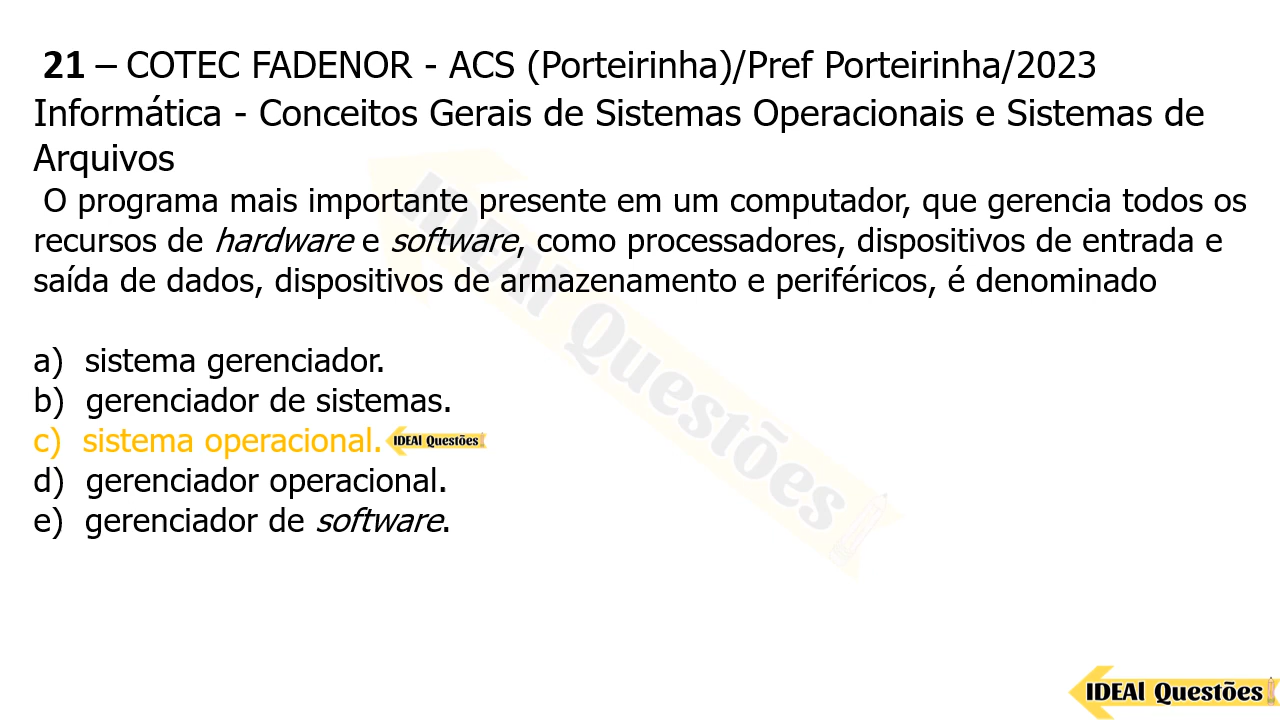 21 – COTEC FADENOR - ACS (Porteirinha)/Pref Porteirinha/2023
Informática - Conceitos Gerais de Sistemas Operacionais e Sistemas de
Arquivos
O programa mais importante presente em um computador, que gerencia todos os
recursos de hardware e software, como processadores, dispositivos de entrada e
saída de dados, dispositivos de armazenamento e periféricos, é denominado
a) sistema gerenciador.
b) gerenciador de sistemas.
c) sistema operacional. IDEAl Questões
d) gerenciador operacional.
e) gerenciador de software.
IDEAl Questões
IDEAl Questões